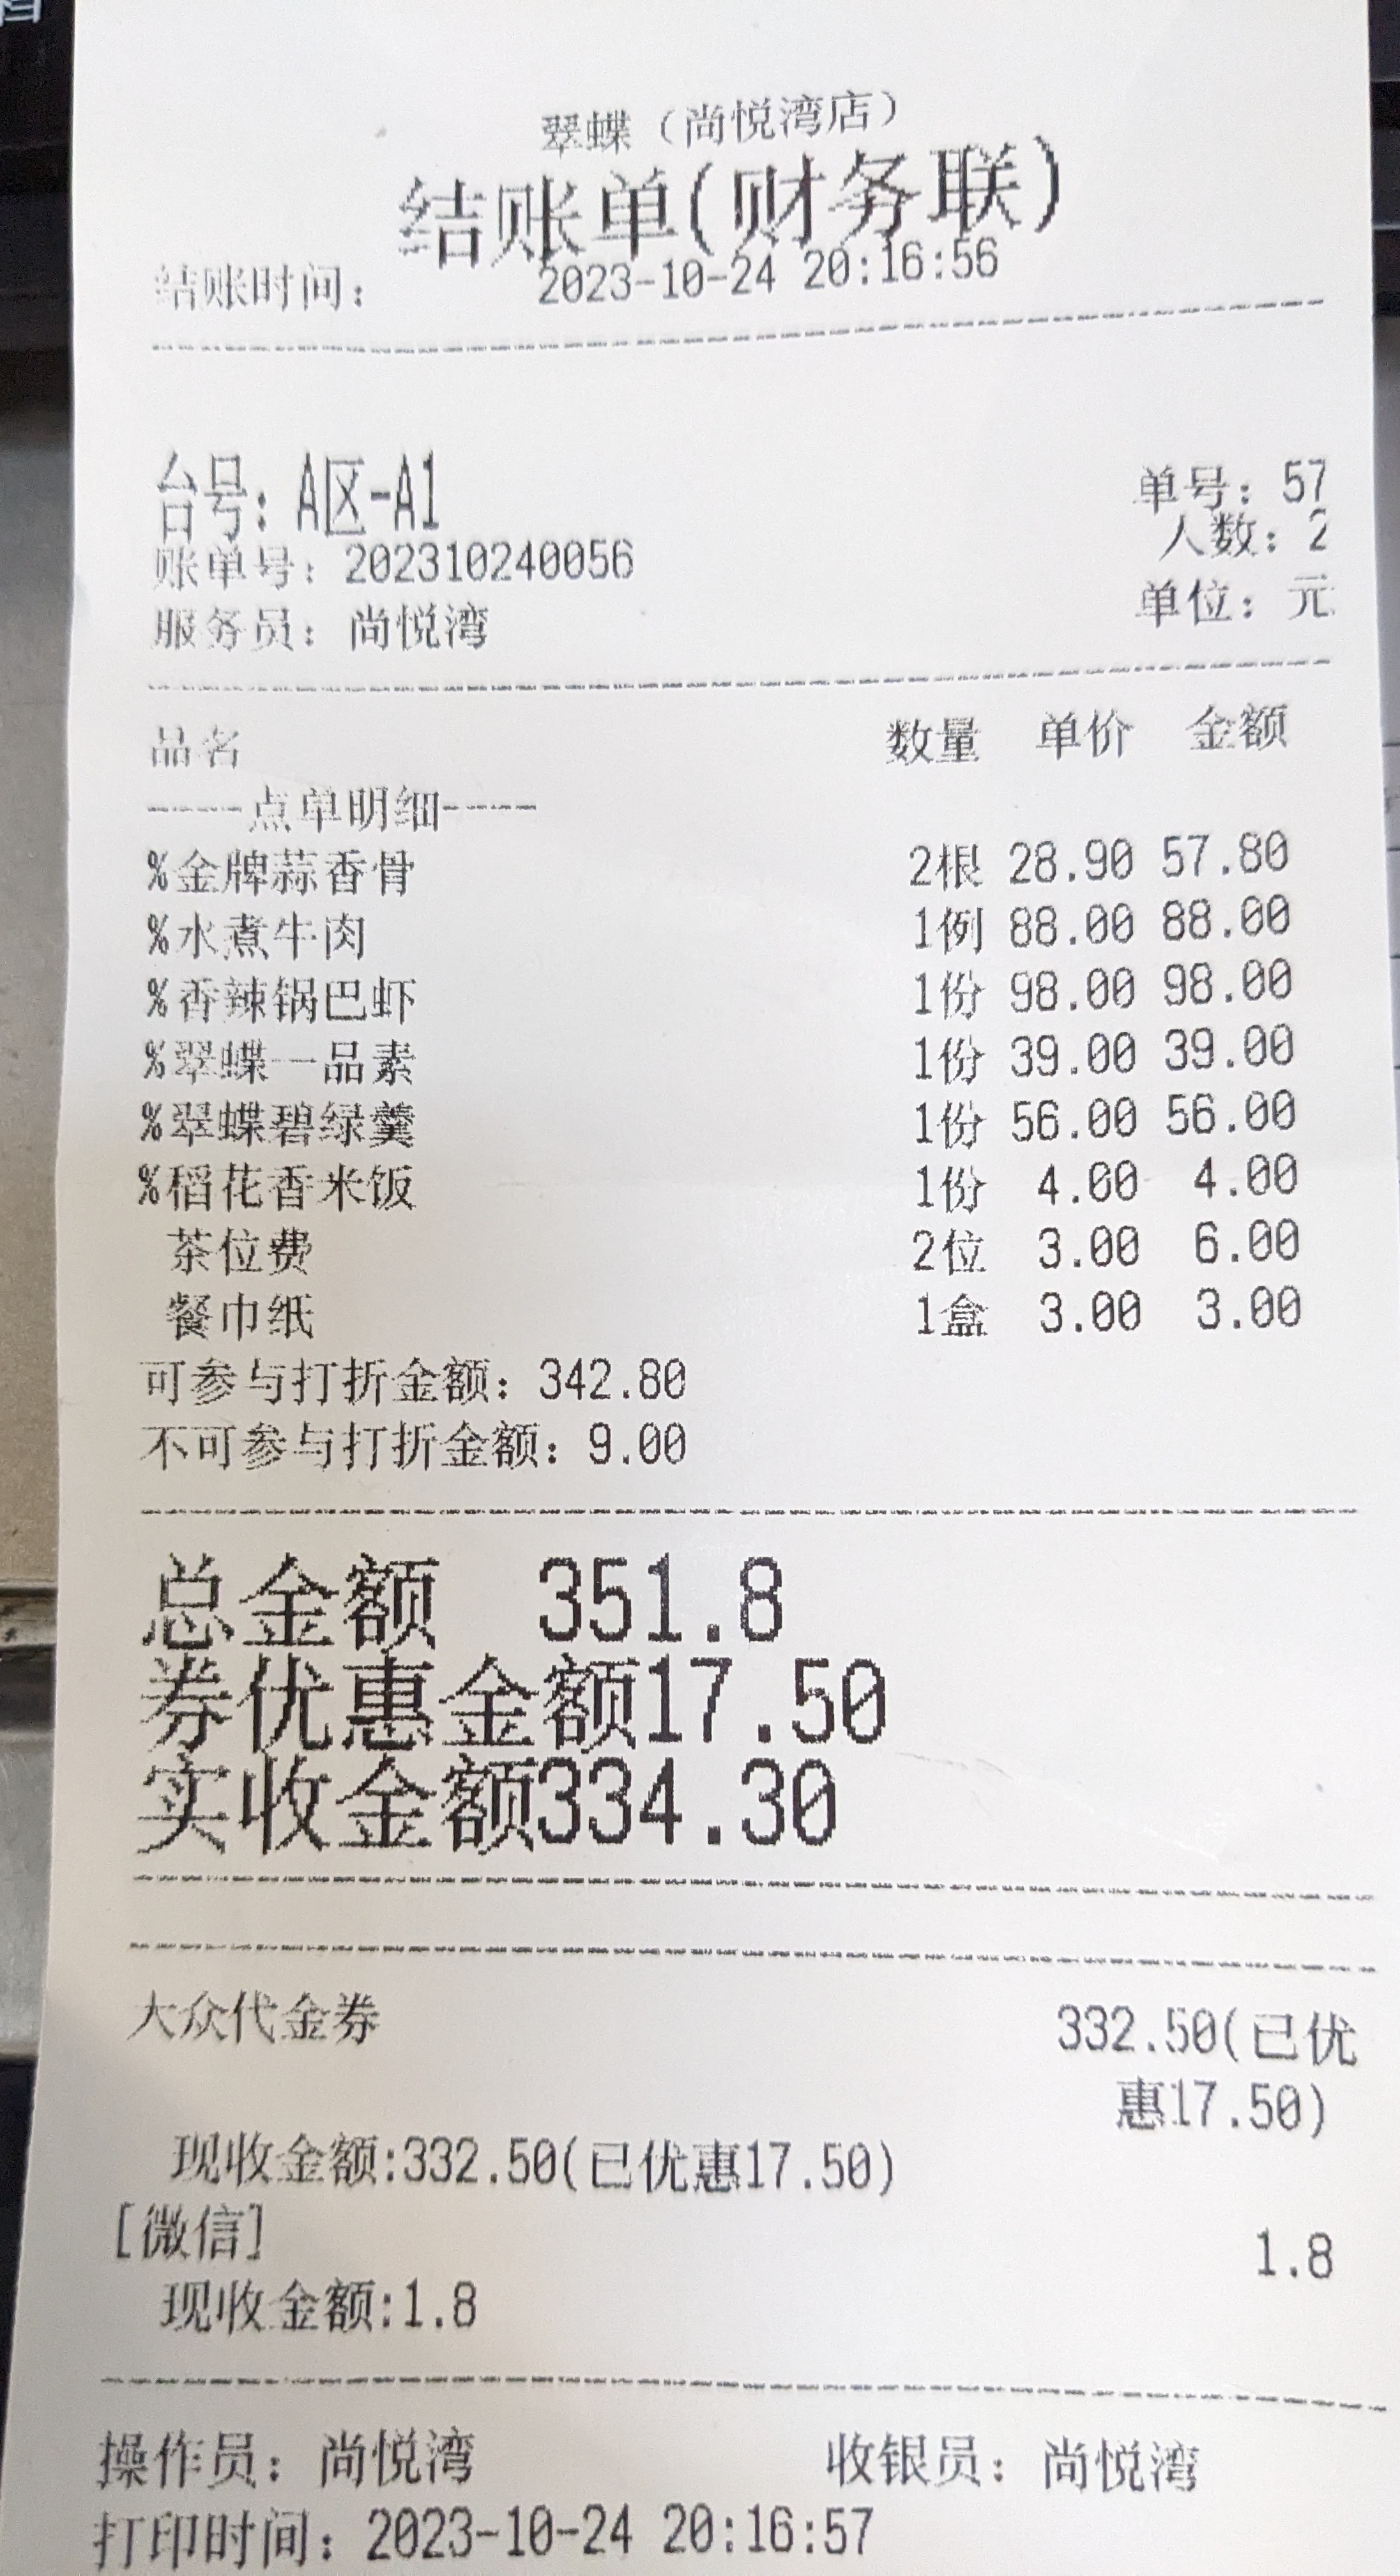 翠蝶（尚悦湾店）
结账单(财务联)
结账时间： 2023-10-24 20:16:56
台号：A区-A1 单号：57
人数：2
账单号：202310240056
服务员：尚悦湾 单位：元
品名 数量 单价 金额
----点单明细----
%金牌蒜香骨 2根 28.90 57.80
%水煮牛肉 1例 88.00 88.00
%香辣锅巴虾 1份 98.00 98.00
%翠蝶一品素 1份 39.00 39.00
%翠蝶碧绿羹 1份 56.00 56.00
%稻花香米饭 1份 4.00 4.00
茶位费 2位 3.00 6.00
餐巾纸 1盒 3.00 3.00
可参与打折金额：342.80
不可参与打折金额：9.00
总金额 351.8
券优惠金额17.50
实收金额334.30
大众代金券 332.50(已优
惠17.50)
现收金额:332.50(已优惠17.50)
[微信] 1.8
现收金额:1.8
操作员：尚悦湾 收银员：尚悦湾
打印时间：2023-10-24 20:16:57